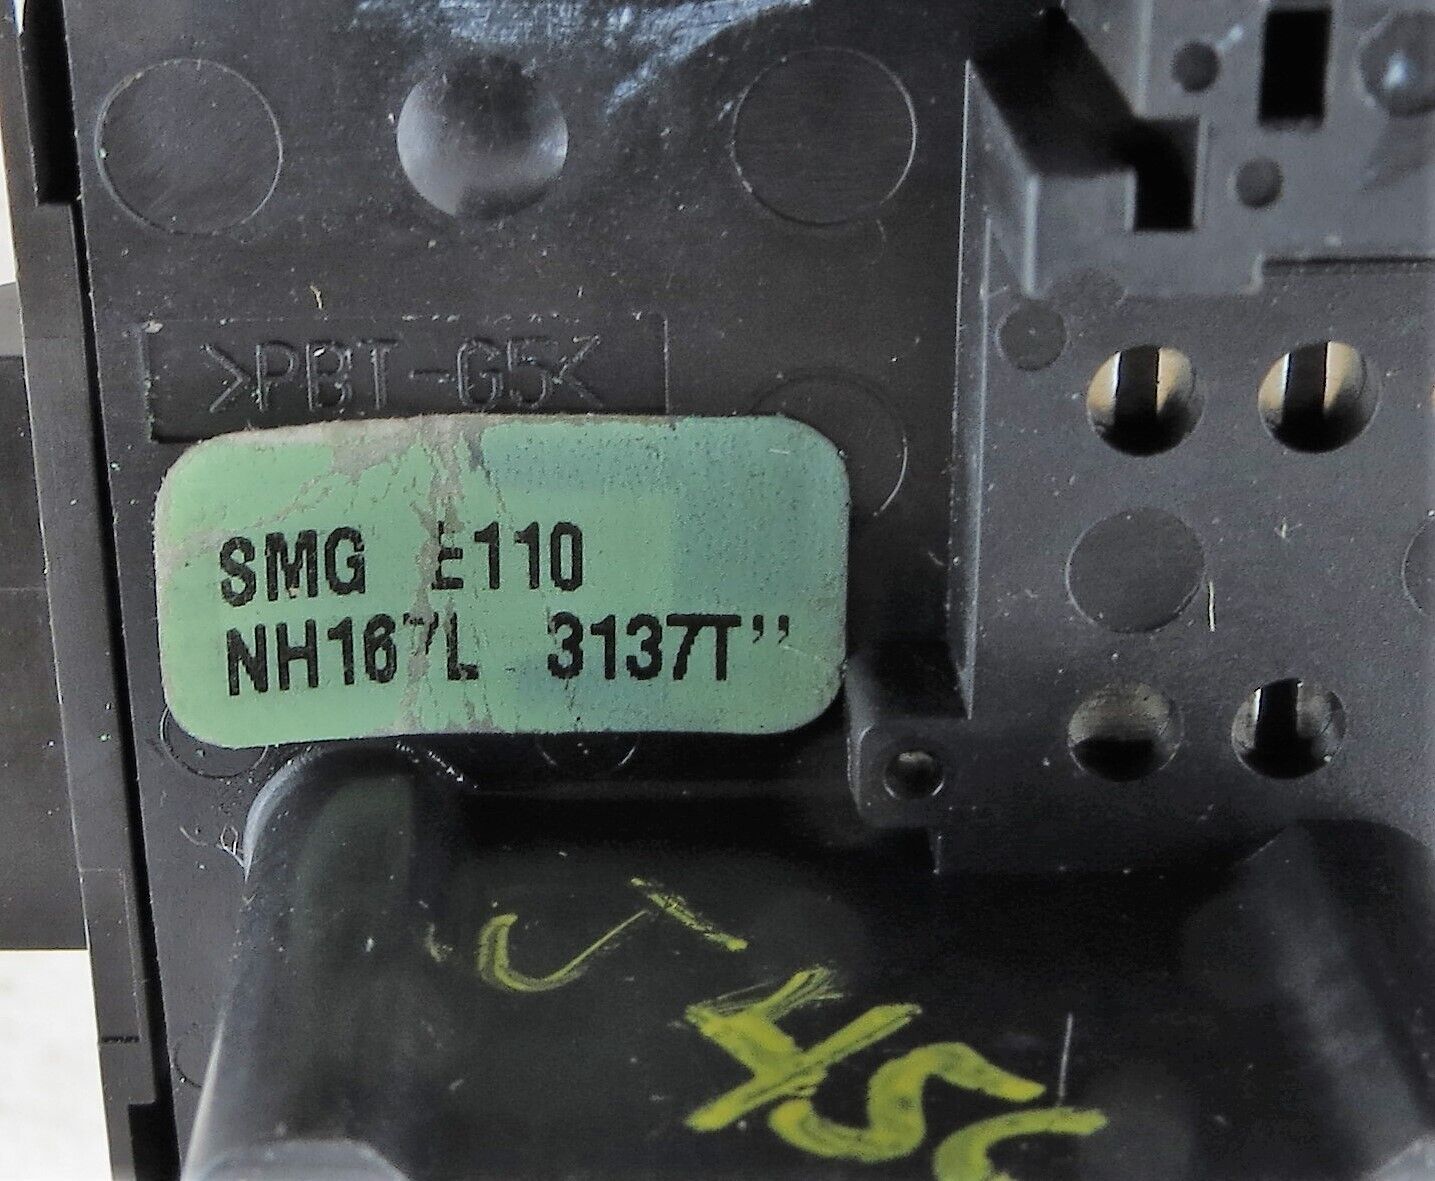 >PBT-G5<
SMG E110
NH167L 3137T''